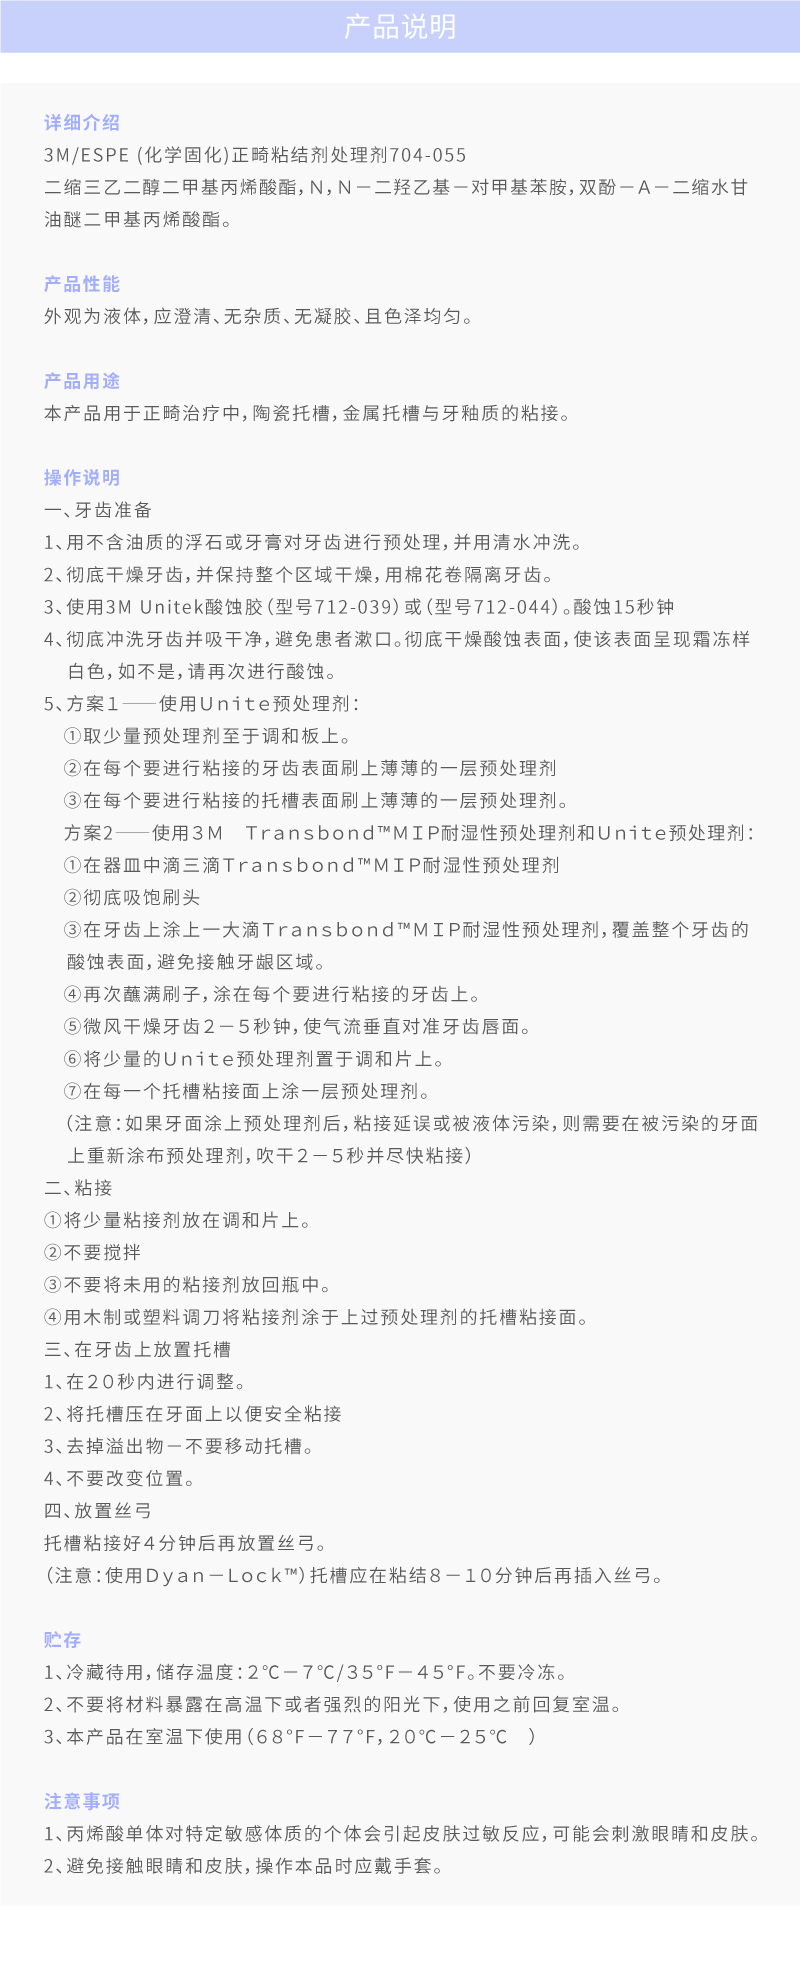 产品说明
详细介绍
3M/ESPE (化学固化)正畸粘结剂处理剂704-055
二缩三乙二醇二甲基丙烯酸酯，N，N－二羟乙基－对甲基苯胺，双酚－A－二缩水甘
油醚二甲基丙烯酸酯。
产品性能
外观为液体，应澄清、无杂质、无凝胶、且色泽均匀。
产品用途
本产品用于正畸治疗中，陶瓷托槽，金属托槽与牙釉质的粘接。
操作说明
一、牙齿准备
1、用不含油质的浮石或牙膏对牙齿进行预处理，并用清水冲洗。
2、彻底干燥牙齿，并保持整个区域干燥，用棉花卷隔离牙齿。
3、使用3M Unitek酸蚀胶（型号712-039）或（型号712-044）。酸蚀15秒钟
4、彻底冲洗牙齿并吸干净，避免患者漱口。彻底干燥酸蚀表面，使该表面呈现霜冻样
白色，如不是，请再次进行酸蚀。
5、方案１——使用Ｕｎｉｔｅ预处理剂：
①取少量预处理剂至于调和板上。
②在每个要进行粘接的牙齿表面刷上薄薄的一层预处理剂
③在每个要进行粘接的托槽表面刷上薄薄的一层预处理剂。
方案2——使用３Ｍ　Ｔｒａｎｓｂｏｎｄ™ＭＩＰ耐湿性预处理剂和Ｕｎｉｔｅ预处理剂：
①在器皿中滴三滴Ｔｒａｎｓｂｏｎｄ™ＭＩＰ耐湿性预处理剂
②彻底吸饱刷头
③在牙齿上涂上一大滴Ｔｒａｎｓｂｏｎｄ™ＭＩＰ耐湿性预处理剂，覆盖整个牙齿的
酸蚀表面，避免接触牙龈区域。
④再次蘸满刷子，涂在每个要进行粘接的牙齿上。
⑤微风干燥牙齿２－５秒钟，使气流垂直对准牙齿唇面。
⑥将少量的Ｕｎｉｔｅ预处理剂置于调和片上。
⑦在每一个托槽粘接面上涂一层预处理剂。
（注意：如果牙面涂上预处理剂后，粘接延误或被液体污染，则需要在被污染的牙面
上重新涂布预处理剂，吹干２－５秒并尽快粘接）
二、粘接
①将少量粘接剂放在调和片上。
②不要搅拌
③不要将未用的粘接剂放回瓶中。
④用木制或塑料调刀将粘接剂涂于上过预处理剂的托槽粘接面。
三、在牙齿上放置托槽
1、在２０秒内进行调整。
2、将托槽压在牙面上以便安全粘接
3、去掉溢出物－不要移动托槽。
4、不要改变位置。
四、放置丝弓
托槽粘接好４分钟后再放置丝弓。
（注意：使用Ｄｙａｎ－Ｌｏｃｋ™）托槽应在粘结８－１０分钟后再插入丝弓。
贮存
1、冷藏待用，储存温度：２℃－７℃/３５℉－４５℉。不要冷冻。
2、不要将材料暴露在高温下或者强烈的阳光下，使用之前回复室温。
3、本产品在室温下使用（６８℉－７７℉，２０℃－２５℃　）
注意事项
1、丙烯酸单体对特定敏感体质的个体会引起皮肤过敏反应，可能会刺激眼睛和皮肤。
2、避免接触眼睛和皮肤，操作本品时应戴手套。